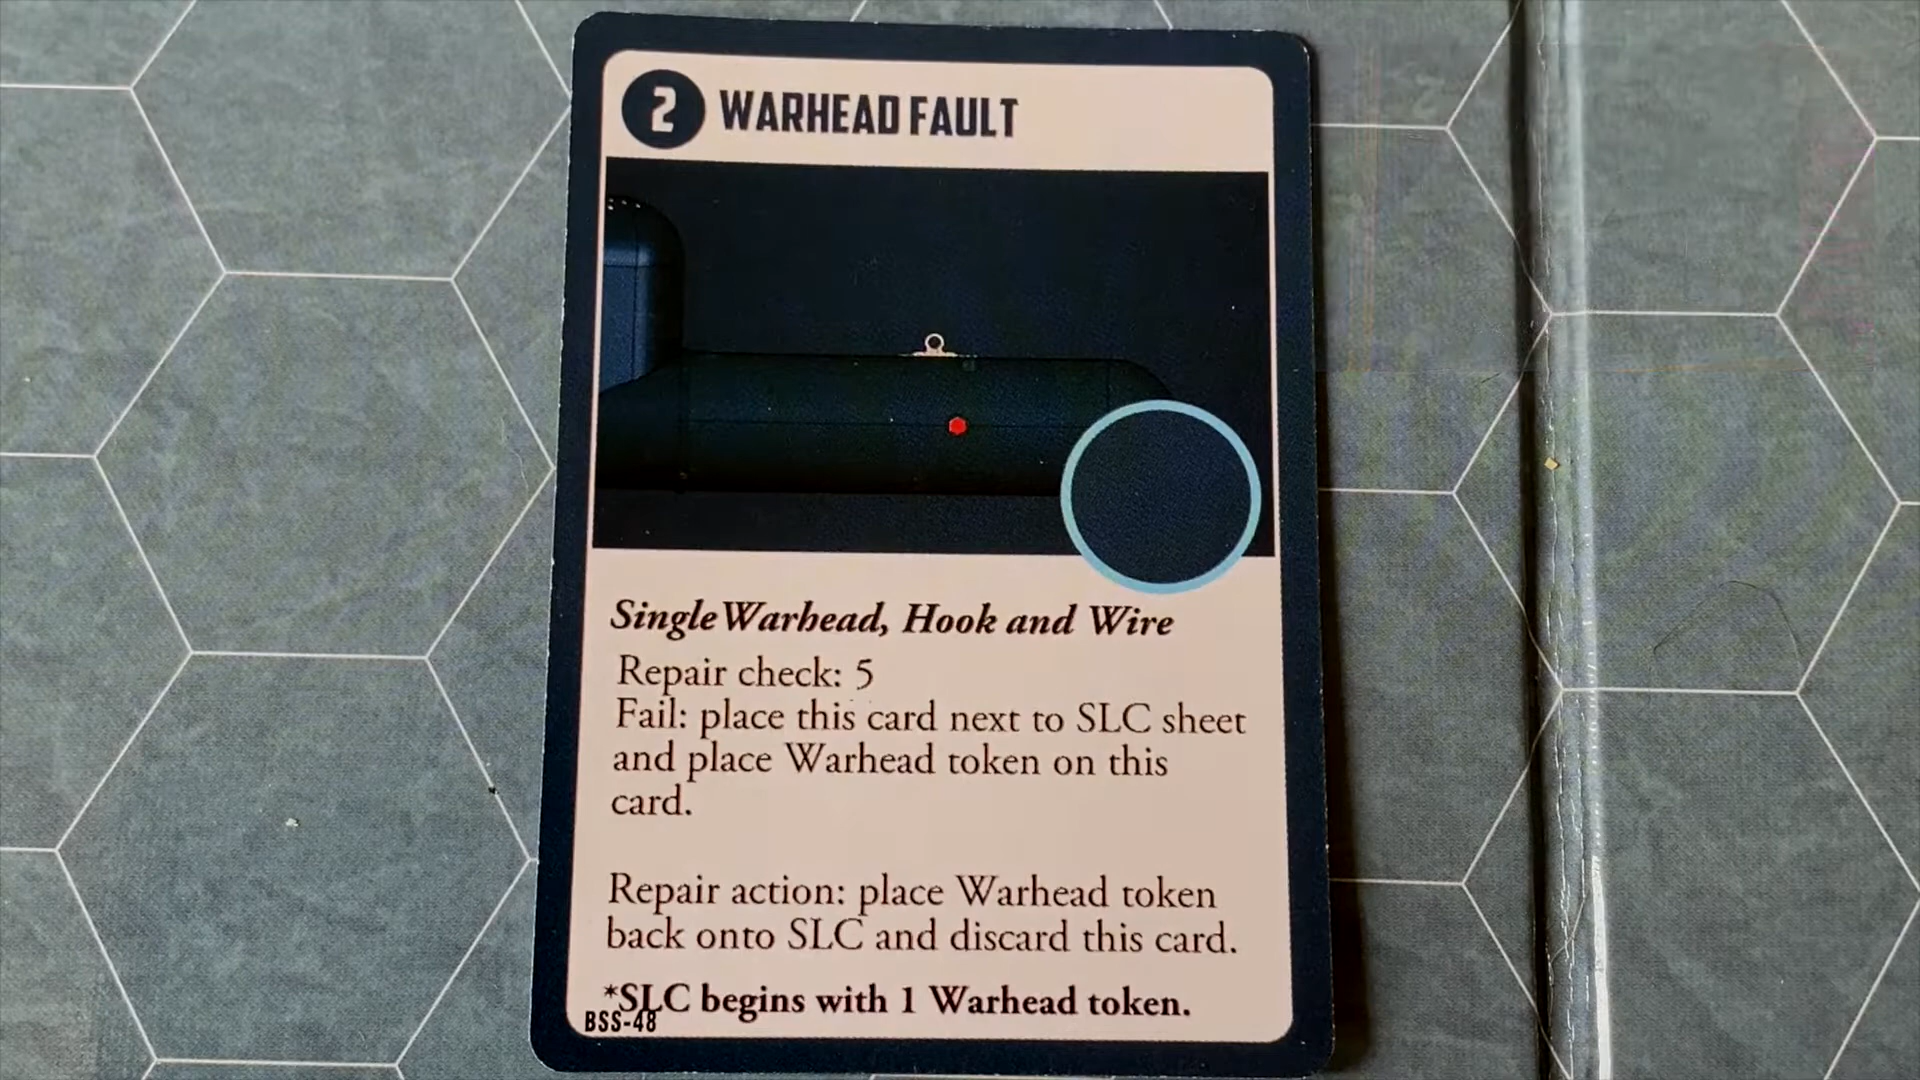 2 WARHEAD FAULT
Single Warhead, Hook and Wire
Repair check: 5
Fail: place this card next to SLC sheet
and place Warhead token on this
card.
Repair action: place Warhead token
back onto SLC and discard this card.
*SLC begins with 1 Warhead token.
BSS-48